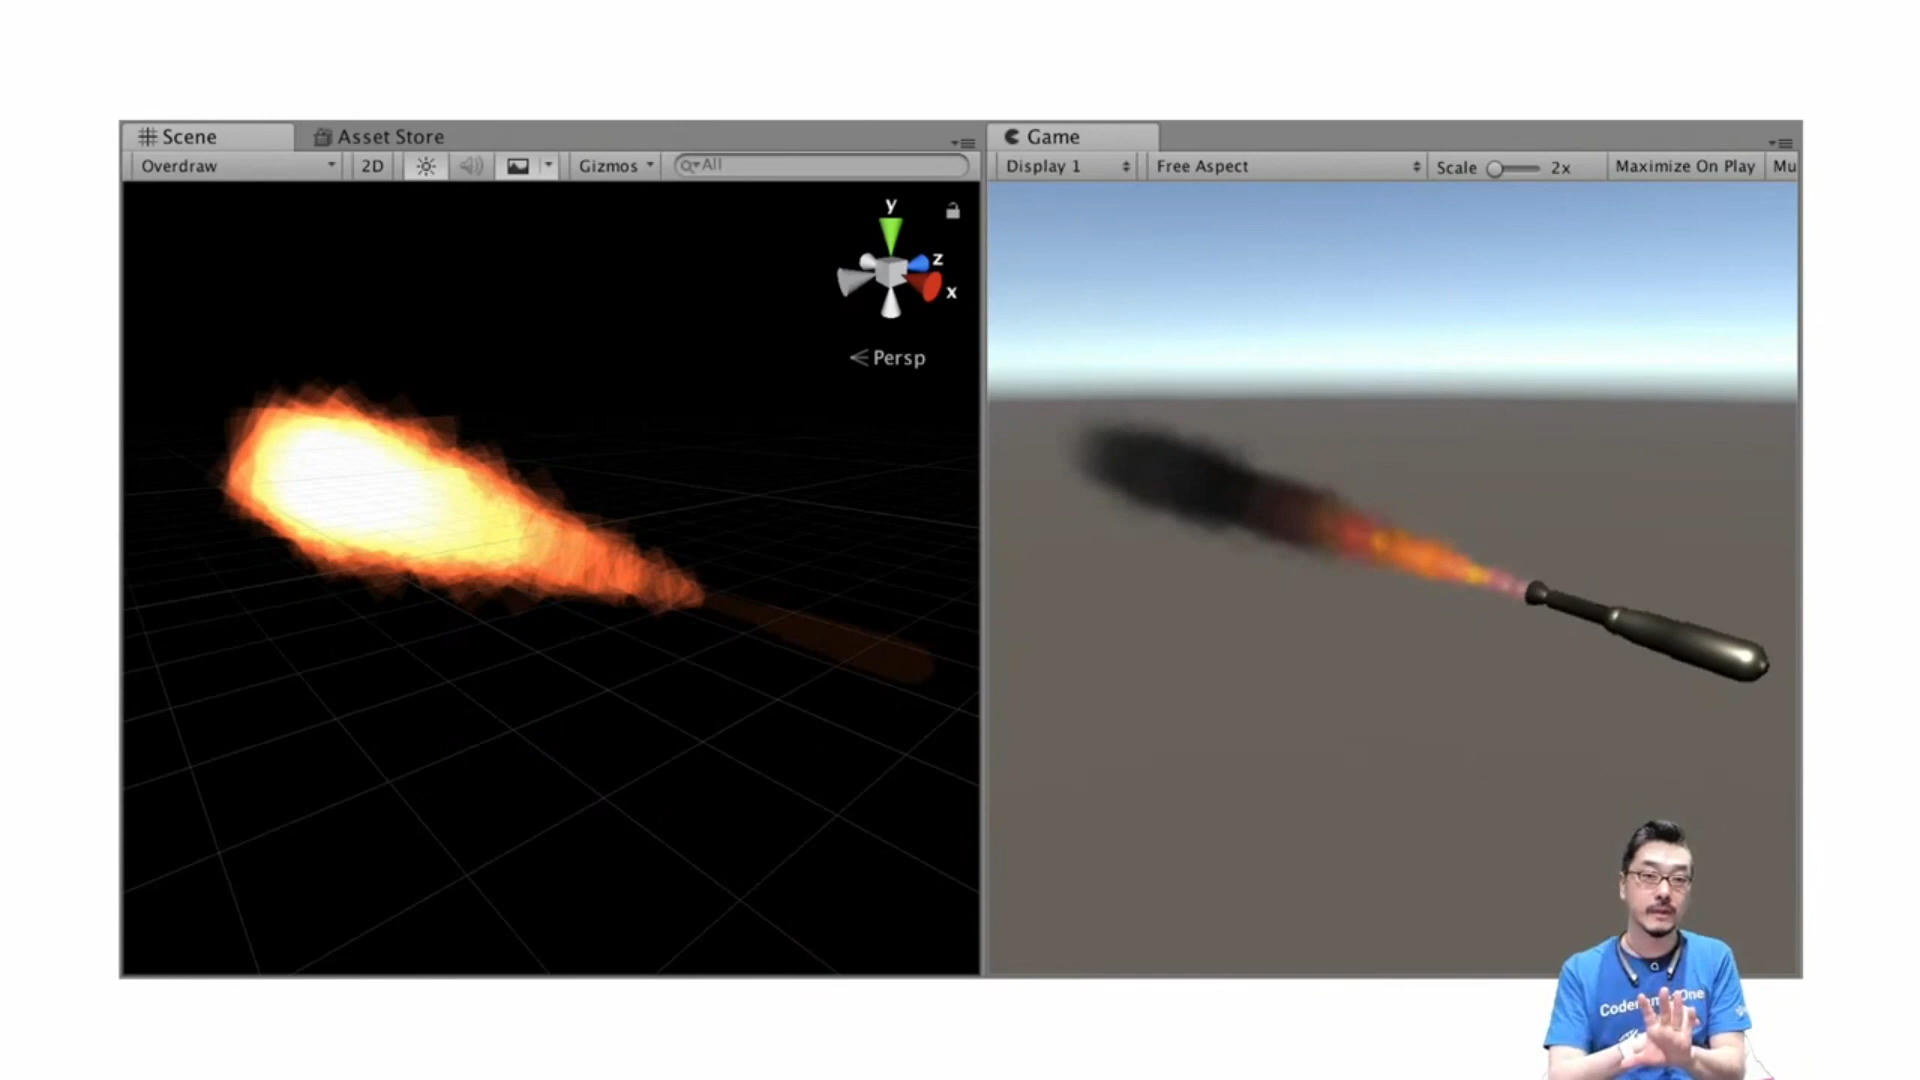 Scene
Asset Store
Overdraw
2D
Gizmos
All
y
z
x
Persp
Game
Display 1
Free Aspect
Scale
2x
Maximize On Play
Mu